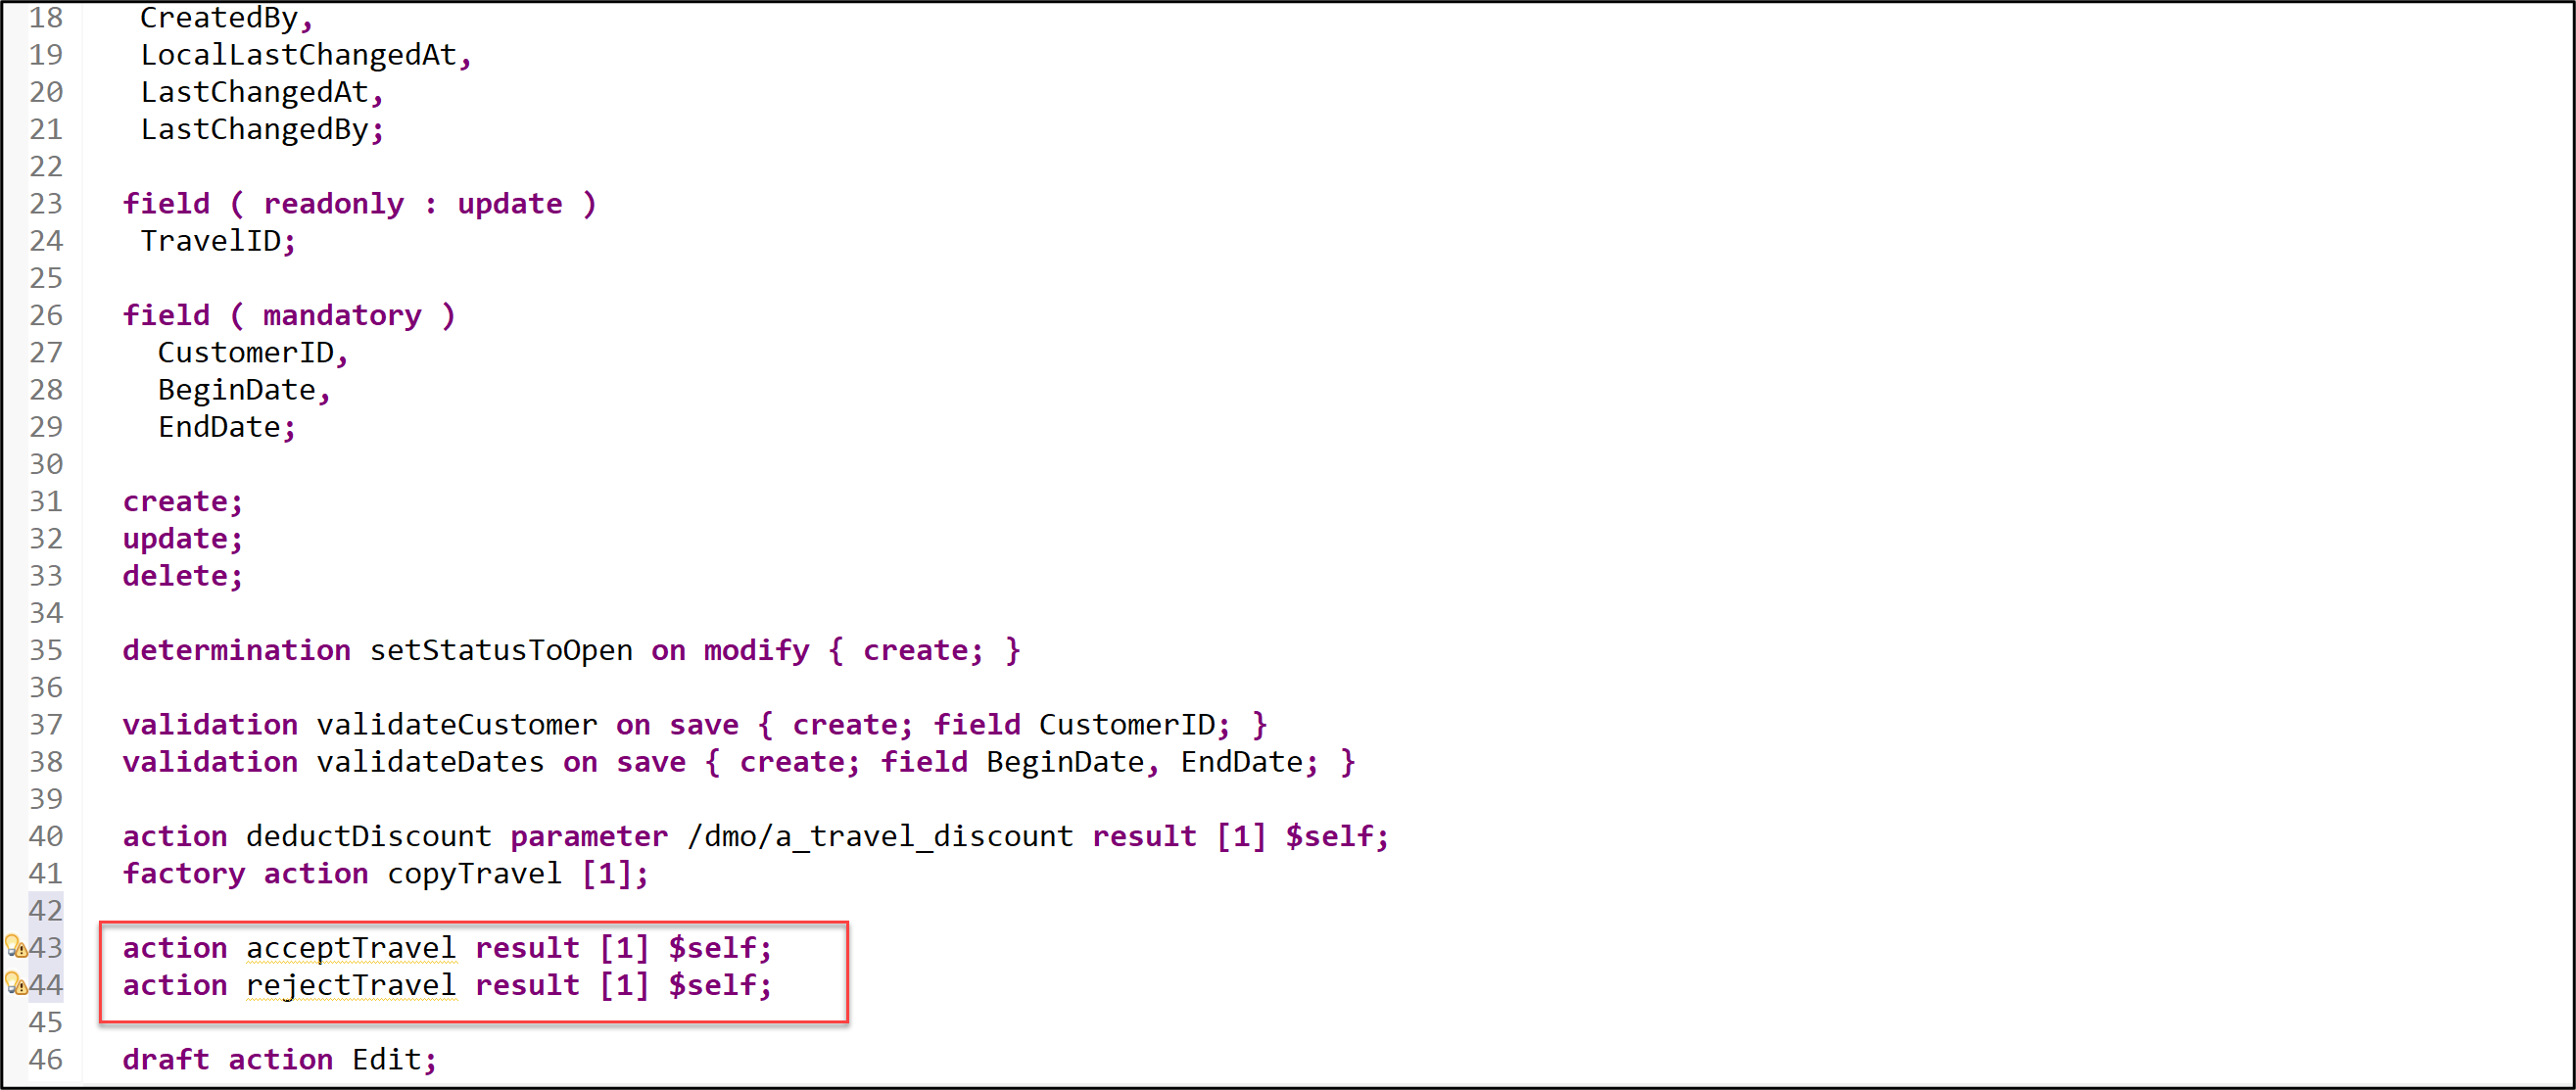 18 CreatedBy,
19 LocalLastChangedAt,
20 LastChangedAt,
21 LastChangedBy;
22
23 field ( readonly : update )
24 TravelID;
25
26 field ( mandatory )
27 CustomerID,
28 BeginDate,
29 EndDate;
30
31 create;
32 update;
33 delete;
34
35 determination setStatusToOpen on modify { create; }
36
37 validation validateCustomer on save { create; field CustomerID; }
38 validation validateDates on save { create; field BeginDate, EndDate; }
39
40 action deductDiscount parameter /dmo/a_travel_discount result [1] $self;
41 factory action copyTravel [1];
42
43 action acceptTravel result [1] $self;
44 action rejectTravel result [1] $self;
45
46 draft action Edit;